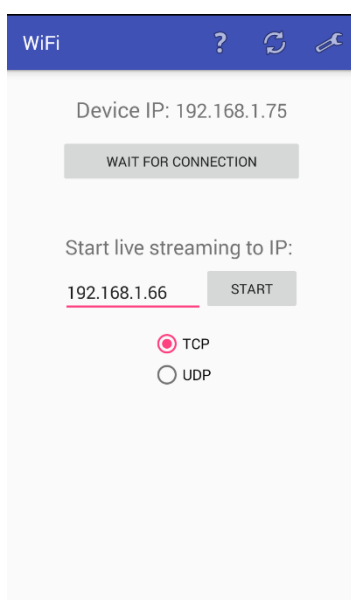 WiFi ?
Device IP: 192.168.1.75
WAIT FOR CONNECTION
Start live streaming to IP:
192.168.1.66 START
TCP
UDP